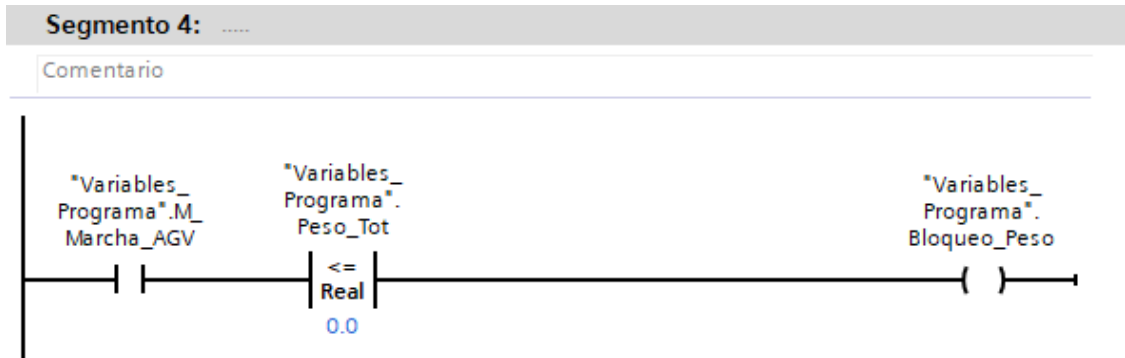 Segmento 4: .....
Comentario
"Variables_
Programa".M_
Marcha_AGV
"Variables_
Programa".
Peso_Tot
<=
Real
0.0
"Variables_
Programa".
Bloqueo_Peso